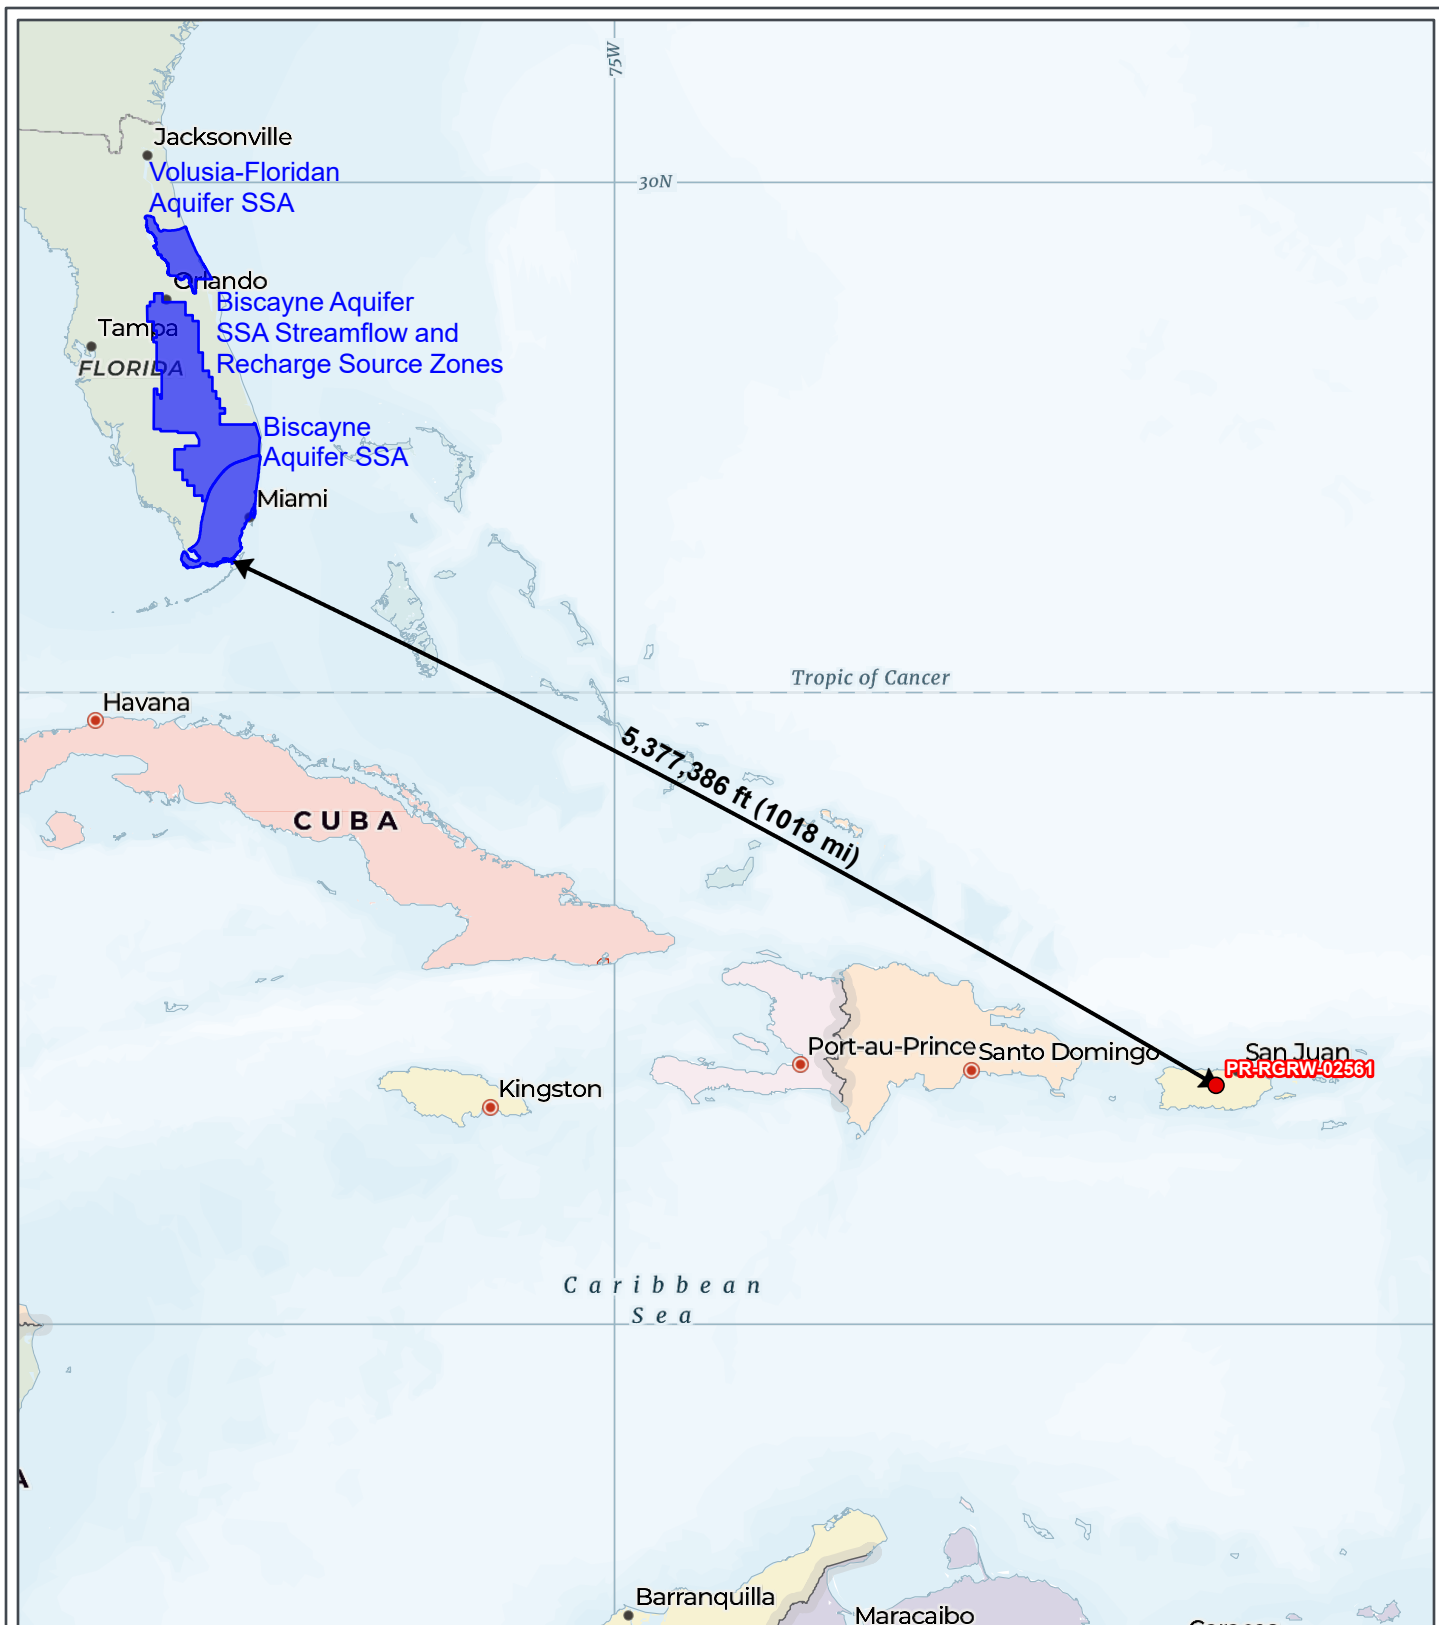 75W
Jacksonville
Volusia-Floridan
Aquifer SSA
30N
Orlando
Biscayne Aquifer
SSA Streamflow and
Recharge Source Zones
Tampa
FLORIDA
Biscayne
Aquifer SSA
Miami
Tropic of Cancer
Havana
5,377,386 ft (1018 mi)
CUBA
Port-au-Prince
Santo Domingo
San Juan
PR-RGRW-02561
Kingston
Caribbean
Sea
A
Barranquilla
Maracaibo